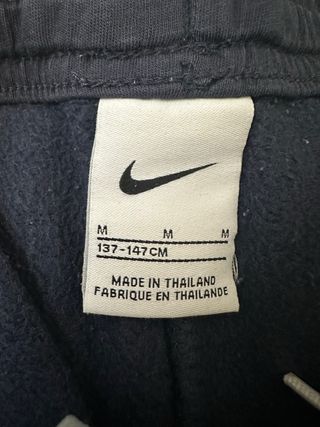 M M M
137-147CM
MADE IN THAILAND
FABRIQUE EN THAILANDE